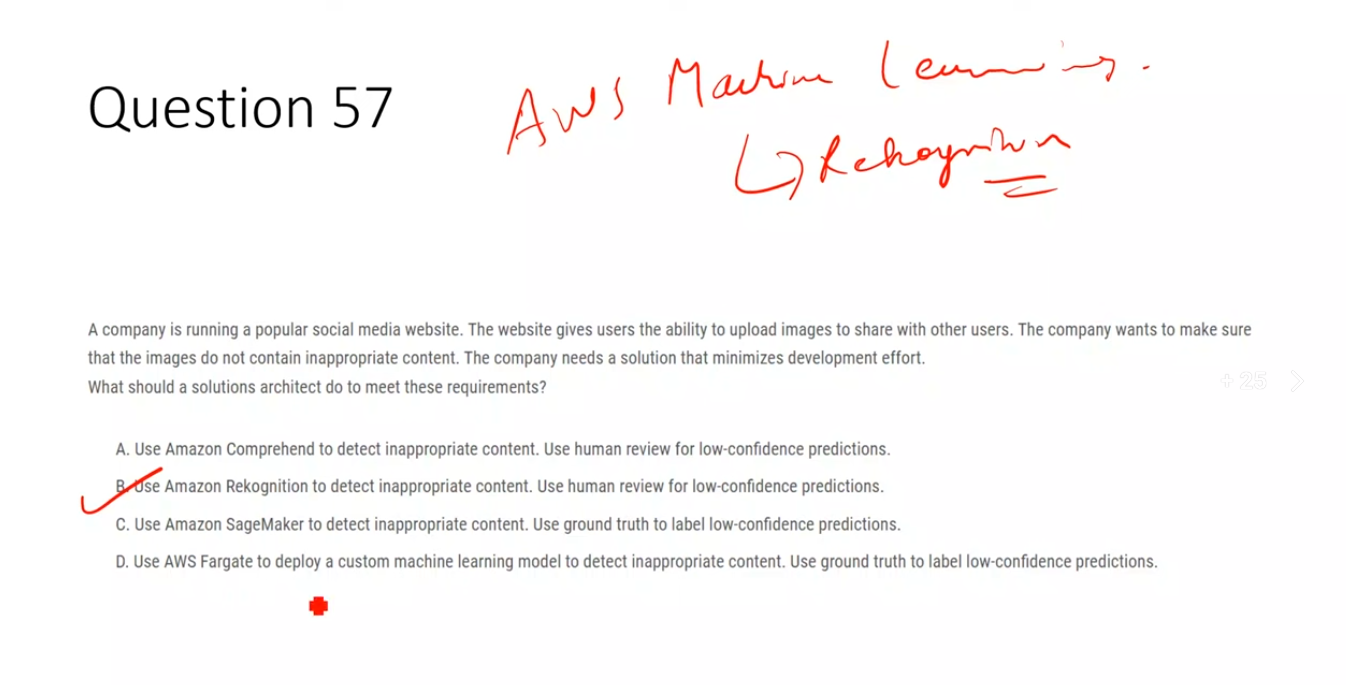 Question 57
AWS Machine Learning.
Rekognition
A company is running a popular social media website. The website gives users the ability to upload images to share with other users. The company wants to make sure
that the images do not contain inappropriate content. The company needs a solution that minimizes development effort.
What should a solutions architect do to meet these requirements?
+ 25
A. Use Amazon Comprehend to detect inappropriate content. Use human review for low-confidence predictions.
B. Use Amazon Rekognition to detect inappropriate content. Use human review for low-confidence predictions.
C. Use Amazon SageMaker to detect inappropriate content. Use ground truth to label low-confidence predictions.
D. Use AWS Fargate to deploy a custom machine learning model to detect inappropriate content. Use ground truth to label low-confidence predictions.